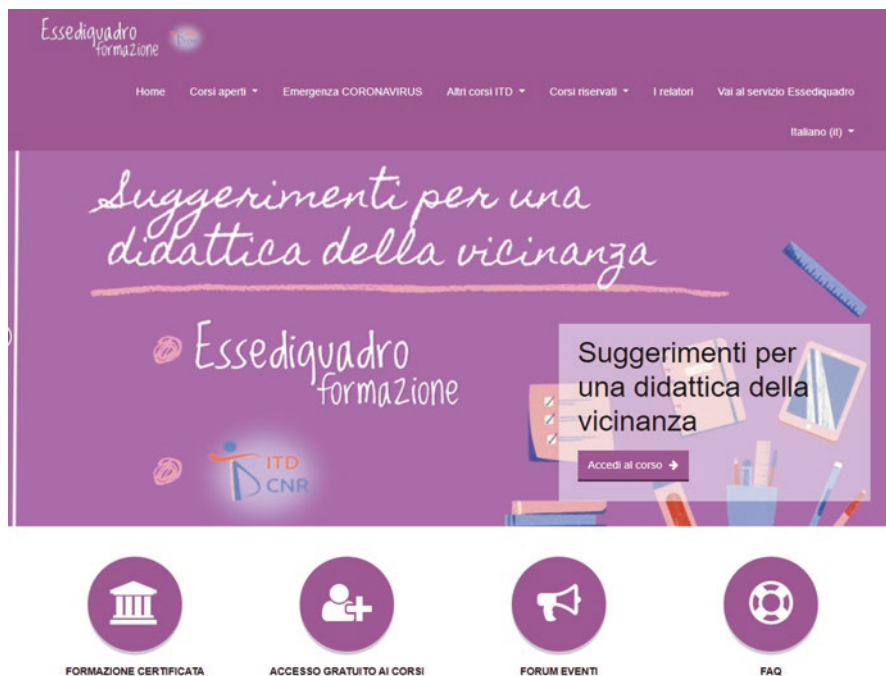 Essediquadro
formazione
Home Corsi aperti Emergenza CORONAVIRUS Altri corsi ITD Corsi riservati I relatori Vai al servizio Essediquadro
Italiano (it)
Suggerimenti per una
didattica della vicinanza
Essediquadro
formazione
ITD
CNR
Suggerimenti per
una didattica della
vicinanza
Accedi al corso
FORMAZIONE CERTIFICATA ACCESSO GRATUITO AI CORSI FORUM EVENTI FAQ